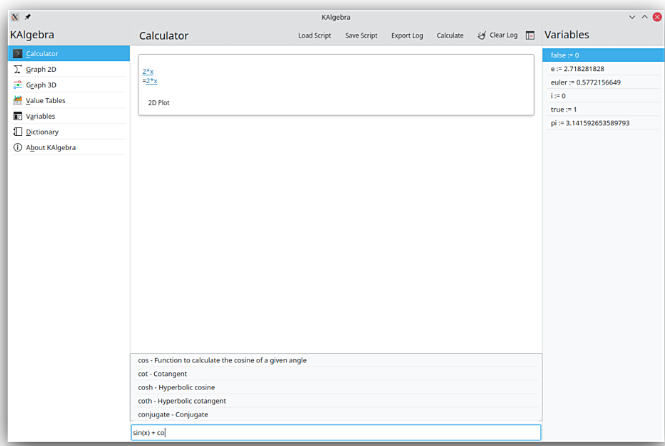 KAlgebra
KAlgebra
Calculator
Load Script
Save Script
Export Log
Calculate
Clear Log
Variables
Calculator
Graph 2D
Graph 3D
Value Tables
Variables
Dictionary
About KAlgebra
2*x
=2*x
2D Plot
false := 0
e := 2.718281828
euler := 0.5772156649
i := 0
true := 1
pi := 3.141592653589793
cos - Function to calculate the cosine of a given angle
cot - Cotangent
cosh - Hyperbolic cosine
coth - Hyperbolic cotangent
conjugate - Conjugate
sin(x) + co